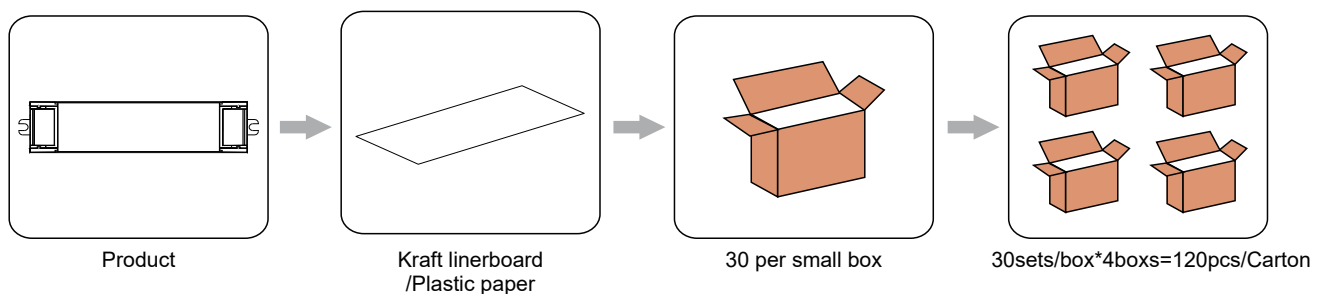 Product
Kraft linerboard
/Plastic paper
30 per small box
30sets/box*4boxs=120pcs/Carton